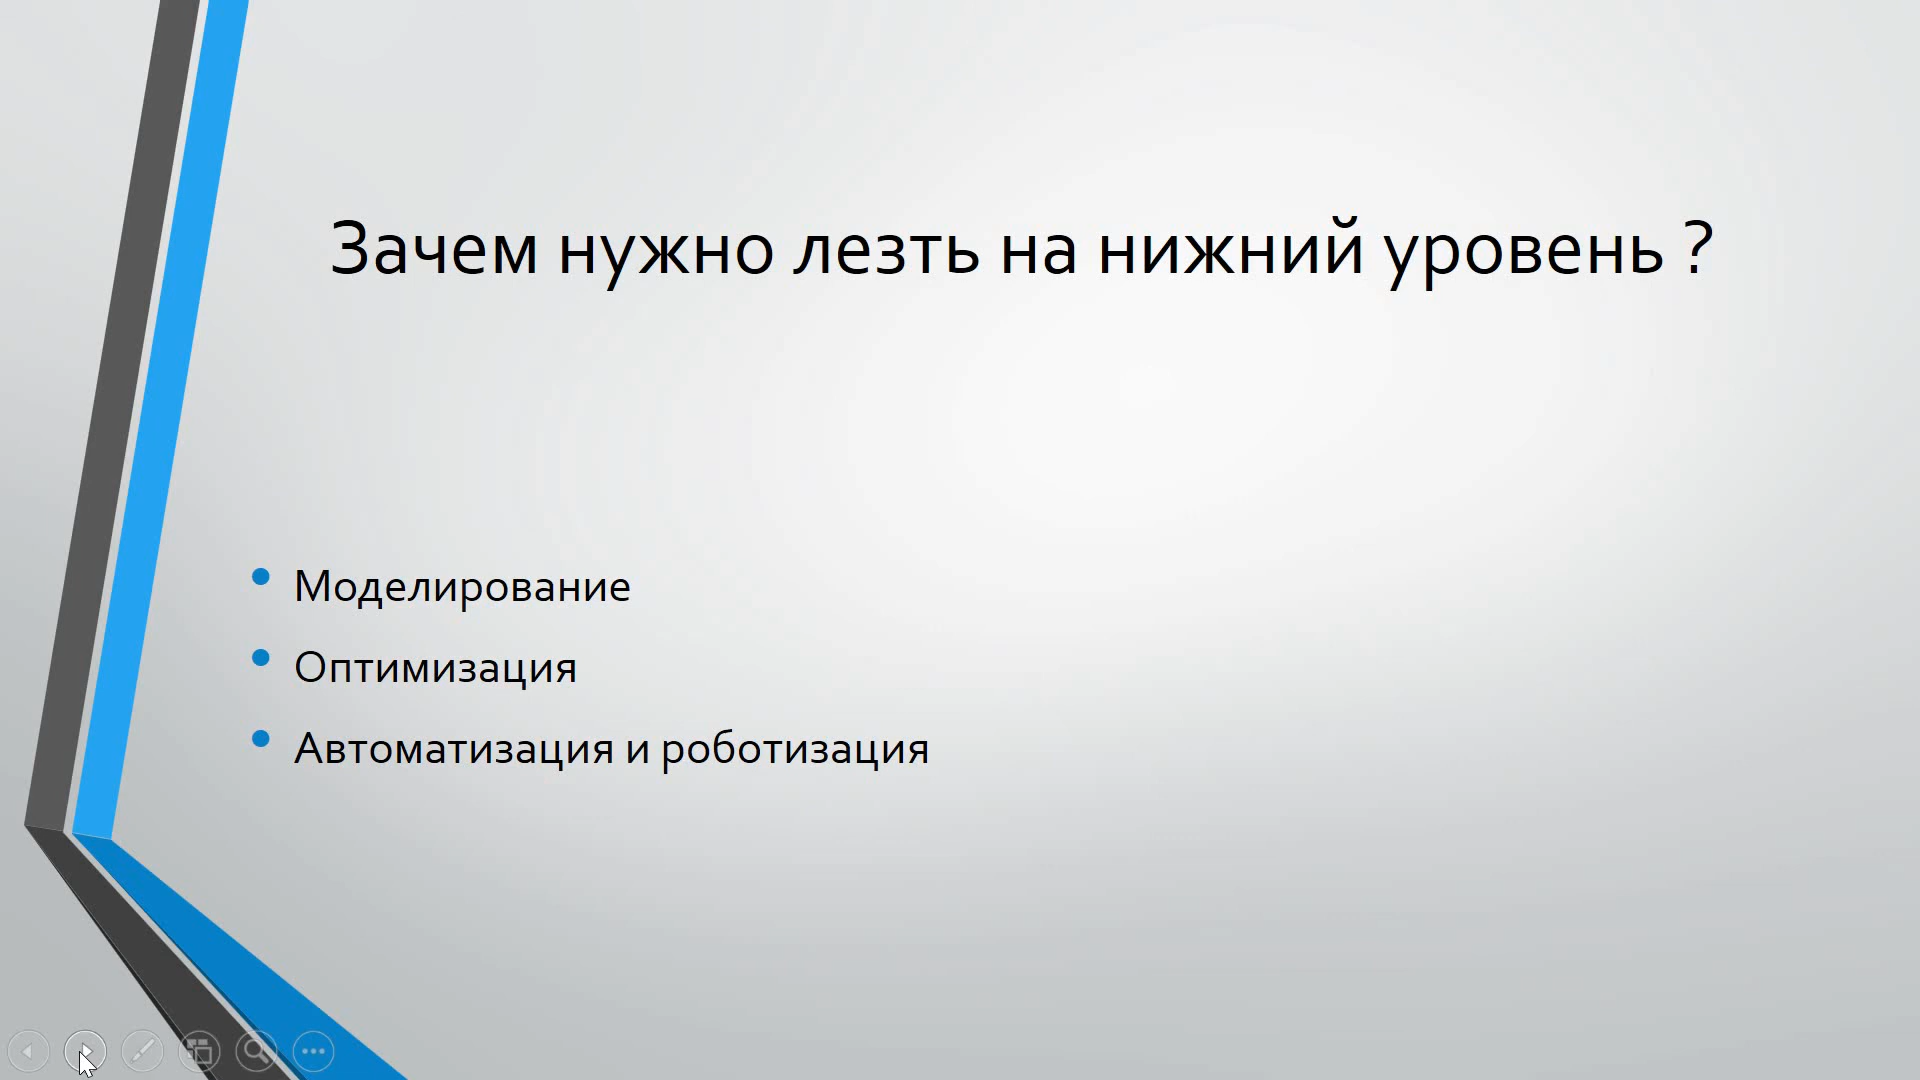 Зачем нужно лезть на нижний уровень ?
Моделирование
Оптимизация
Автоматизация и роботизация